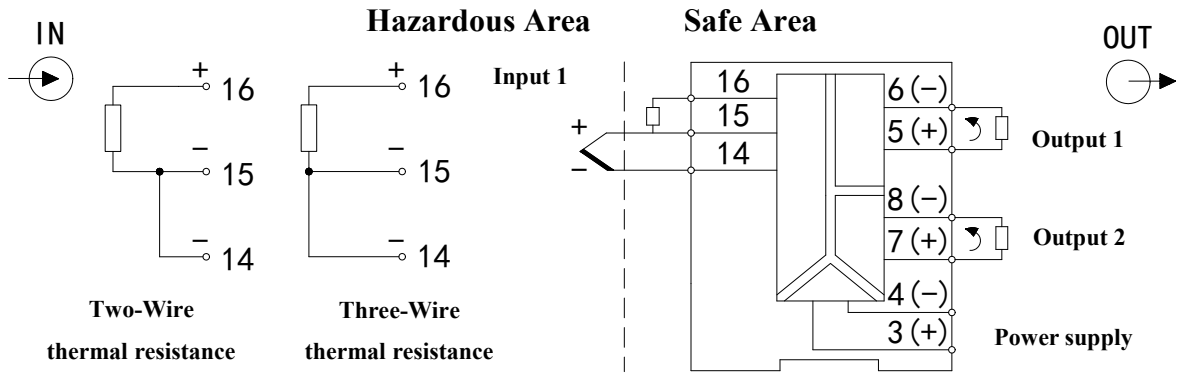 Hazardous Area
Safe Area
IN
OUT
+ 16
− 15
− 14
Two-Wire
thermal resistance
+ 16
− 15
− 14
Three-Wire
thermal resistance
Input 1
+
−
16
15
14
6(−)
5(+)
Output 1
8(−)
7(+)
Output 2
4(−)
3(+)
Power supply